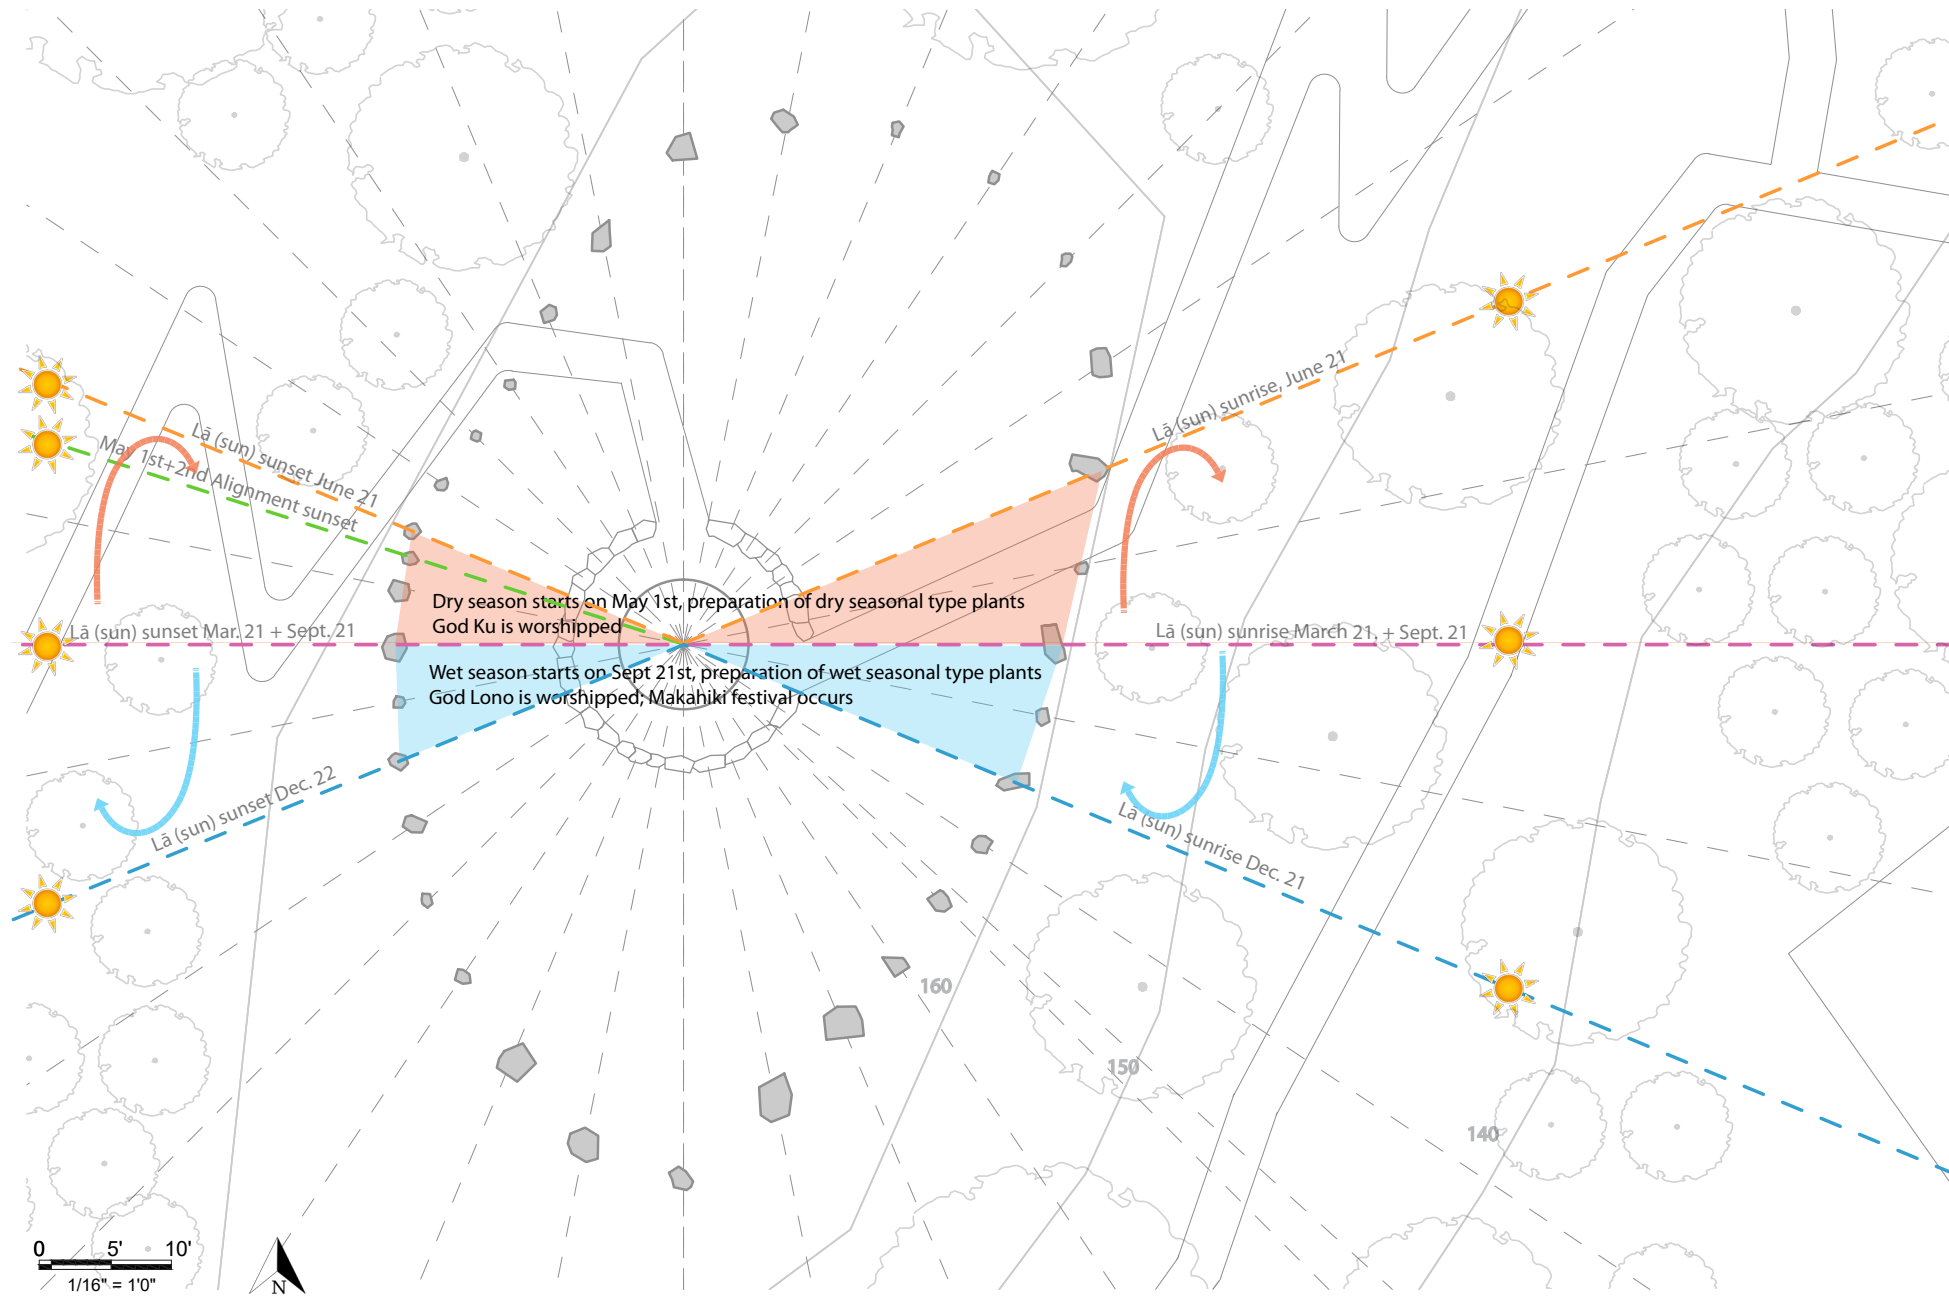 Lā (sun) sunrise, June 21
Lā (sun) sunset June 21
May 1st+2nd Alignment sunset
Dry season starts on May 1st, preparation of dry seasonal type plants
God Ku is worshipped
Lā (sun) sunset Mar. 21 + Sept. 21
Lā (sun) sunrise March 21. + Sept. 21
Wet season starts on Sept 21st, preparation of wet seasonal type plants
God Lono is worshipped; Makahiki festival occurs
Lā (sun) sunset Dec. 22
Lā (sun) sunrise Dec. 21
160
150
140
0 5' 10'
1/16" = 1'0"
N